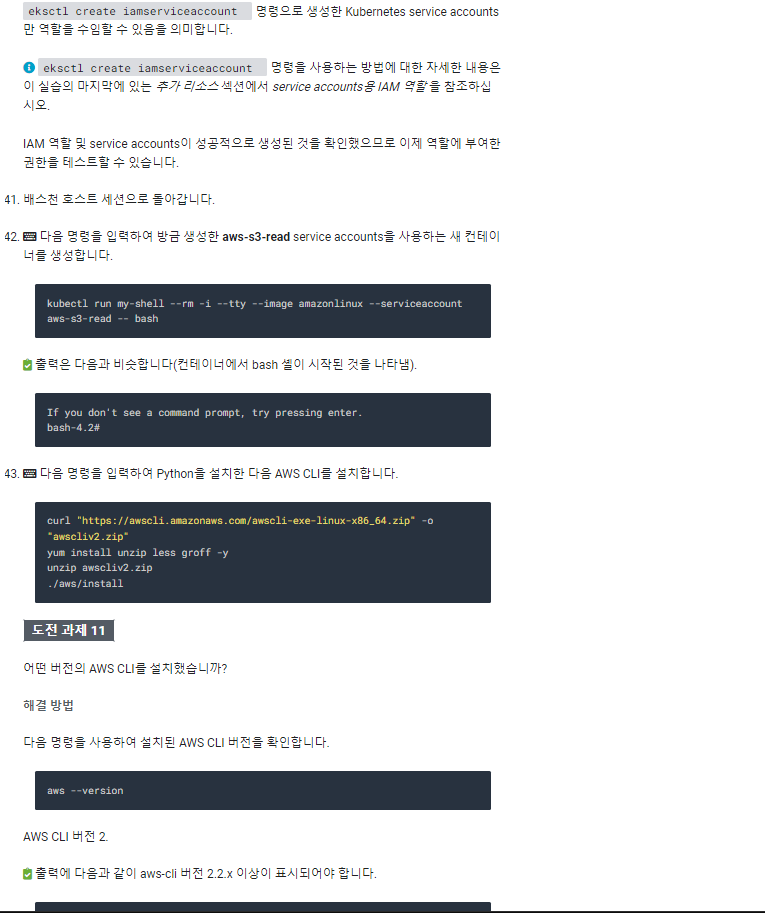 eksctl create iamserviceaccount 명령으로 생성한 Kubernetes service accounts
만 역할을 수임할 수 있음을 의미합니다.
eksctl create iamserviceaccount 명령을 사용하는 방법에 대한 자세한 내용은
이 실습의 마지막에 있는 추가 리소스 섹션에서 service accounts용 IAM 역할을 참조하십
시오.
IAM 역할 및 service accounts이 성공적으로 생성된 것을 확인했으므로 이제 역할에 부여한
권한을 테스트할 수 있습니다.
41. 배스천 호스트 세션으로 돌아갑니다.
42. 다음 명령을 입력하여 방금 생성한 aws-s3-read service accounts을 사용하는 새 컨테이
너를 생성합니다.
kubectl run my-shell --rm -i --tty --image amazonlinux --serviceaccount
aws-s3-read -- bash
출력은 다음과 비슷합니다(컨테이너에서 bash 셸이 시작된 것을 나타냄).
If you don't see a command prompt, try pressing enter.
bash-4.2#
43. 다음 명령을 입력하여 Python을 설치한 다음 AWS CLI를 설치합니다.
curl "https://awscli.amazonaws.com/awscli-exe-linux-x86_64.zip" -o
"awscliv2.zip"
yum install unzip less groff -y
unzip awscliv2.zip
./aws/install
도전 과제 11
어떤 버전의 AWS CLI를 설치했습니까?
해결 방법
다음 명령을 사용하여 설치된 AWS CLI 버전을 확인합니다.
aws --version
AWS CLI 버전 2.
출력에 다음과 같이 aws-cli 버전 2.2.x 이상이 표시되어야 합니다.